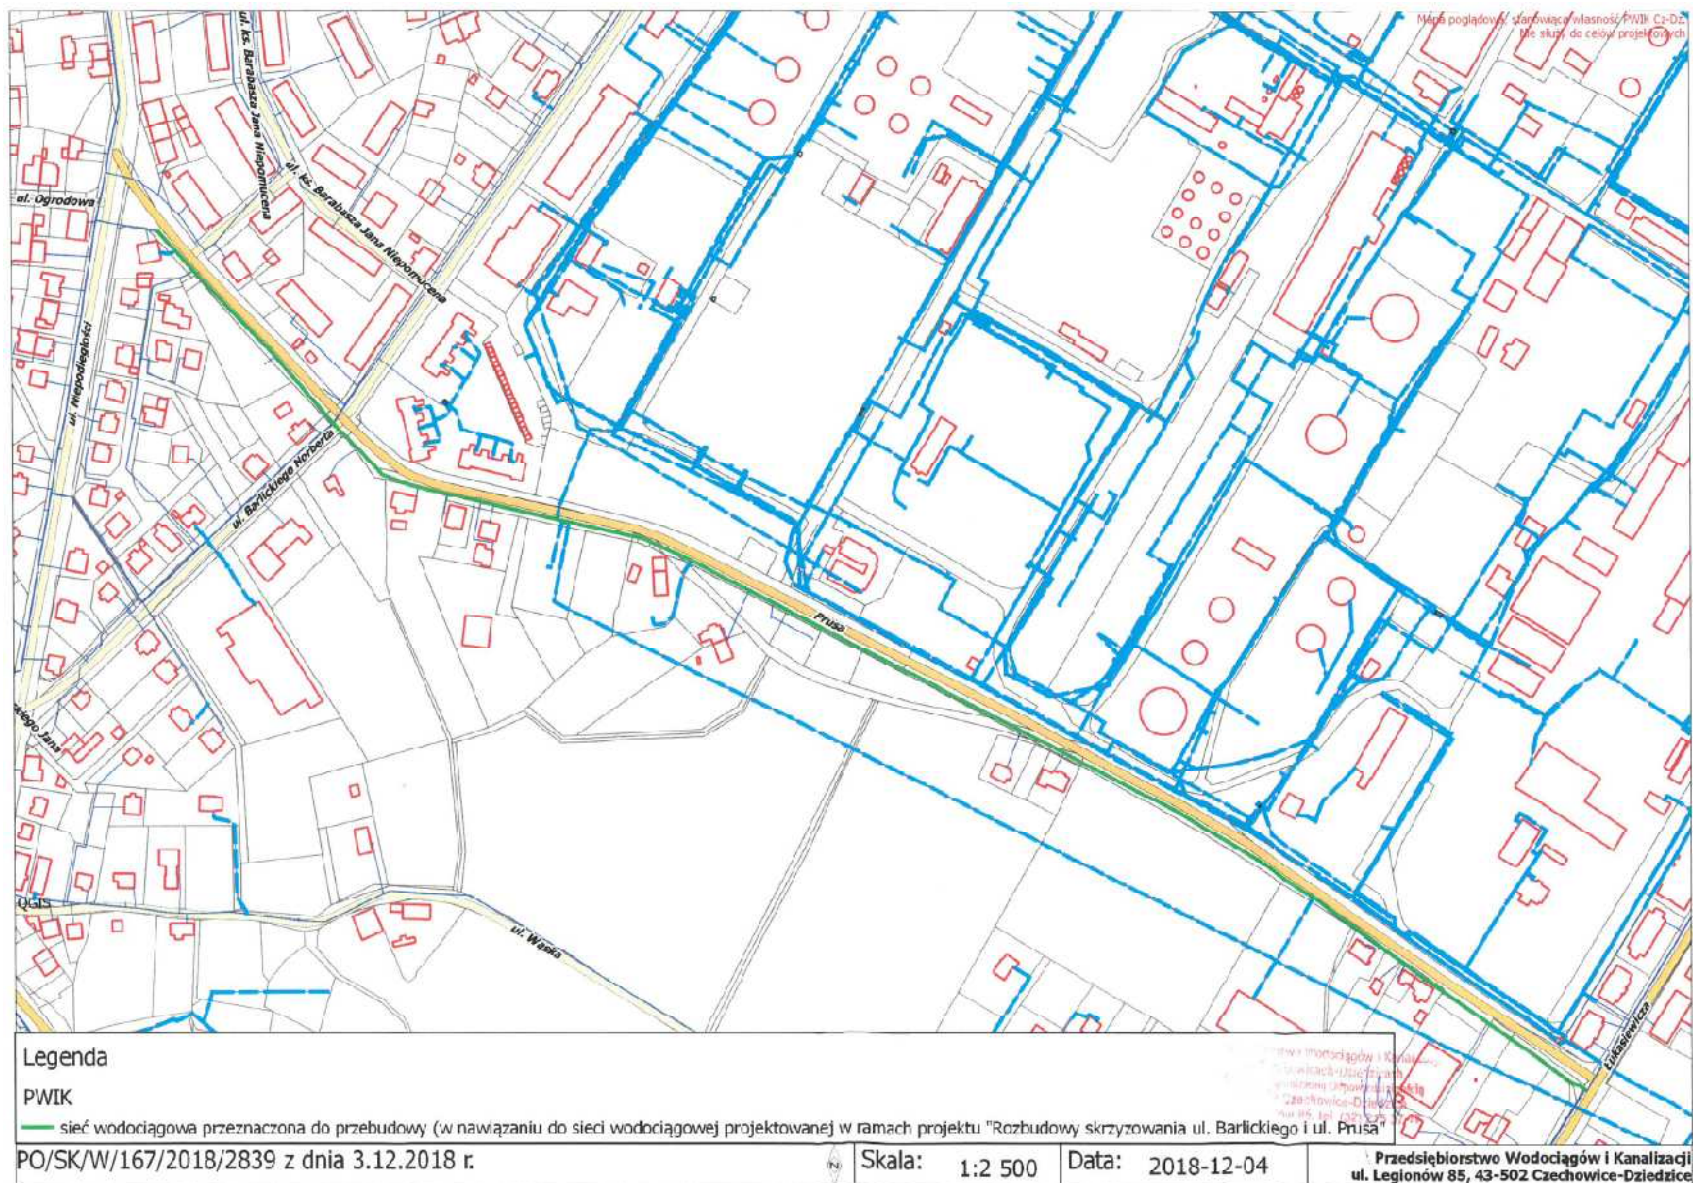 Mapa poglądowa, stanowiąca własność PWIK Cz-Dz.
Nie służy do celów projektowych
ul. ks. Barabasza Jana Niepomucena
ul. ks. Barabasza Jana Niepomucena
ul. Ogrodowa
ul. Niepodległości
ul. Barlickiego Norberta
Prusa
ul. Wąska
Łukasiewicza
QGIS
Legenda
PWIK
sieć wodociągowa przeznaczona do przebudowy (w nawiązaniu do sieci wodociągowej projektowanej w ramach projektu "Rozbudowy skrzyzowania ul. Barlickiego i ul. Prusa"
PO/SK/W/167/2018/2839 z dnia 3.12.2018 r.
Skala: 1:2 500
Data: 2018-12-04
Przedsiębiorstwo Wodociągów i Kanalizacji
ul. Legionów 85, 43-502 Czechowice-Dziedzice